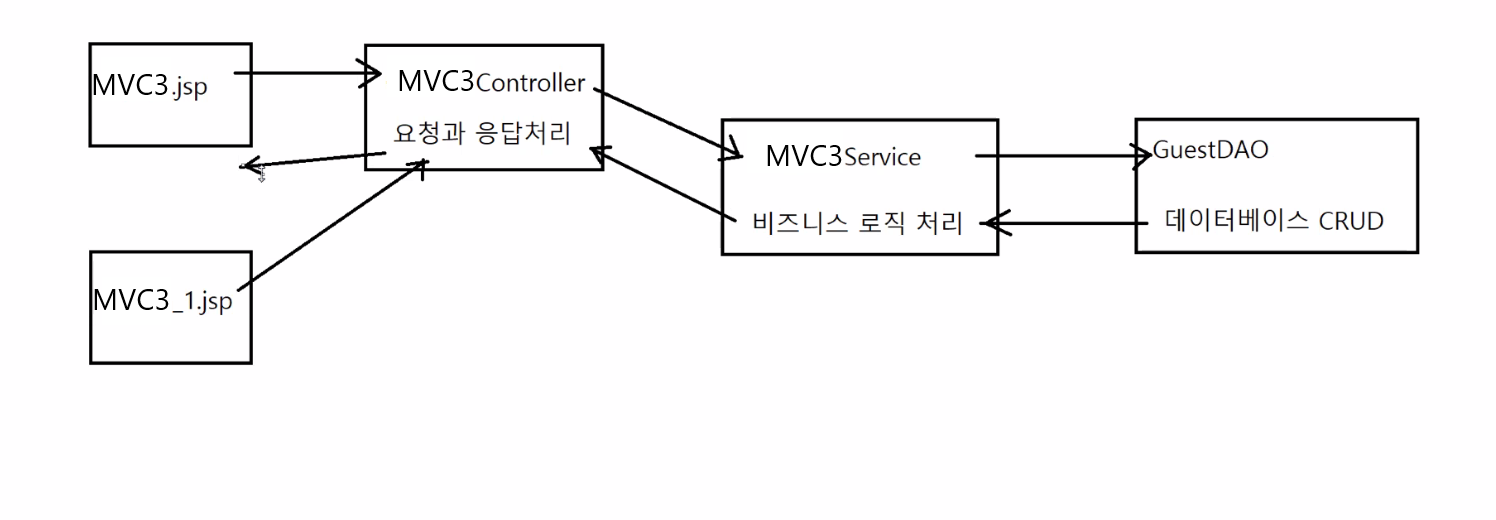 MVC3.jsp
MVC3Controller
요청과 응답처리
MVC3Service
비즈니스 로직 처리
GuestDAO
데이터베이스 CRUD
MVC3_1.jsp